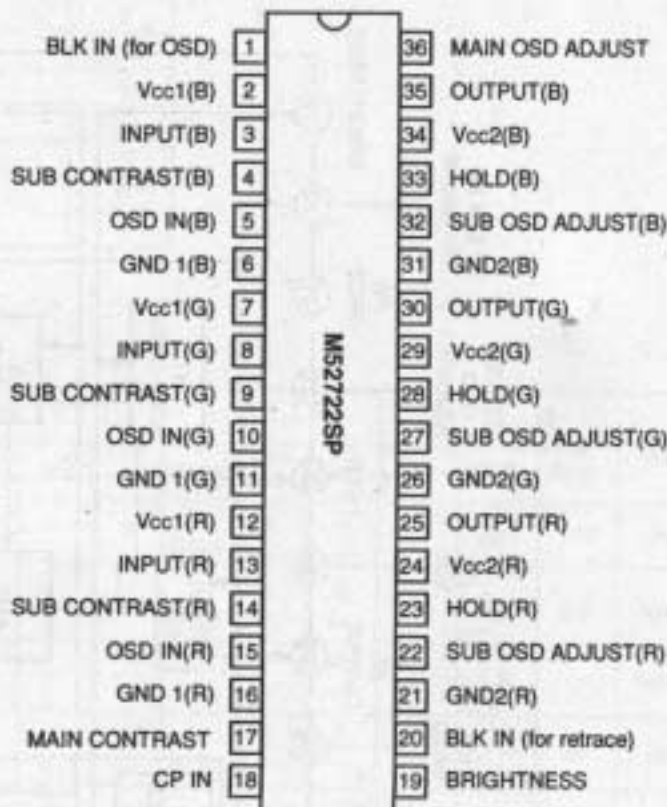 BLK IN (for OSD) 1 36 MAIN OSD ADJUST
Vcc1(B) 2 35 OUTPUT(B)
INPUT(B) 3 34 Vcc2(B)
SUB CONTRAST(B) 4 33 HOLD(B)
OSD IN(B) 5 32 SUB OSD ADJUST(B)
GND 1(B) 6 31 GND2(B)
Vcc1(G) 7 30 OUTPUT(G)
INPUT(G) 8 29 Vcc2(G)
SUB CONTRAST(G) 9 28 HOLD(G)
OSD IN(G) 10 27 SUB OSD ADJUST(G)
GND 1(G) 11 26 GND2(G)
Vcc1(R) 12 25 OUTPUT(R)
INPUT(R) 13 24 Vcc2(R)
SUB CONTRAST(R) 14 23 HOLD(R)
OSD IN(R) 15 22 SUB OSD ADJUST(R)
GND 1(R) 16 21 GND2(R)
MAIN CONTRAST 17 20 BLK IN (for retrace)
CP IN 18 19 BRIGHTNESS
M52722SP